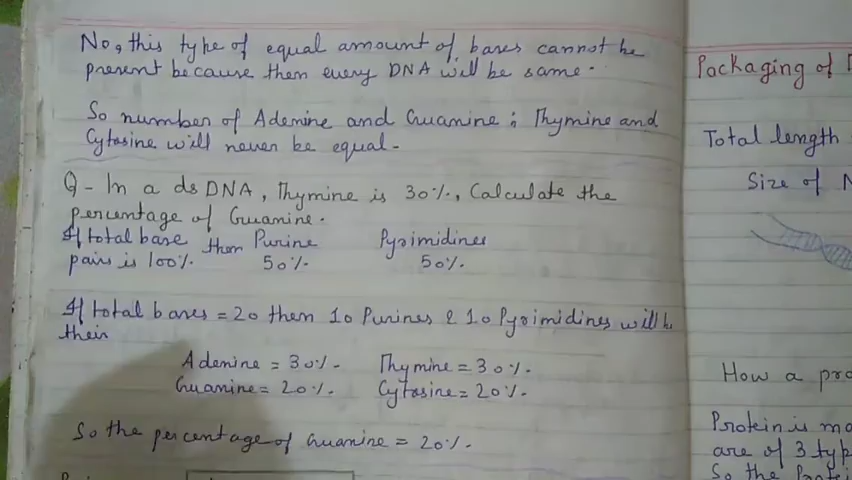 No, this type of equal amount of bases cannot be
present because then every DNA will be same.
So number of Adenine and Guanine ; Thymine and
Cytosine will never be equal.
Q - In a ds DNA, Thymine is 30%, Calculate the
percentage of Guanine.
If total base then Purine Pyrimidines
pairs is 100%. 50% 50%.
If total bases = 20 then 10 Purines & 10 Pyrimidines will be
their
Adenine = 30% Thymine = 30%.
Guanine = 20%. Cytosine = 20%.
So the percentage of Guanine = 20%.
Packaging of
Total length
Size of N
How a pro
Protein is ma
are of 3 typ
So the Prote